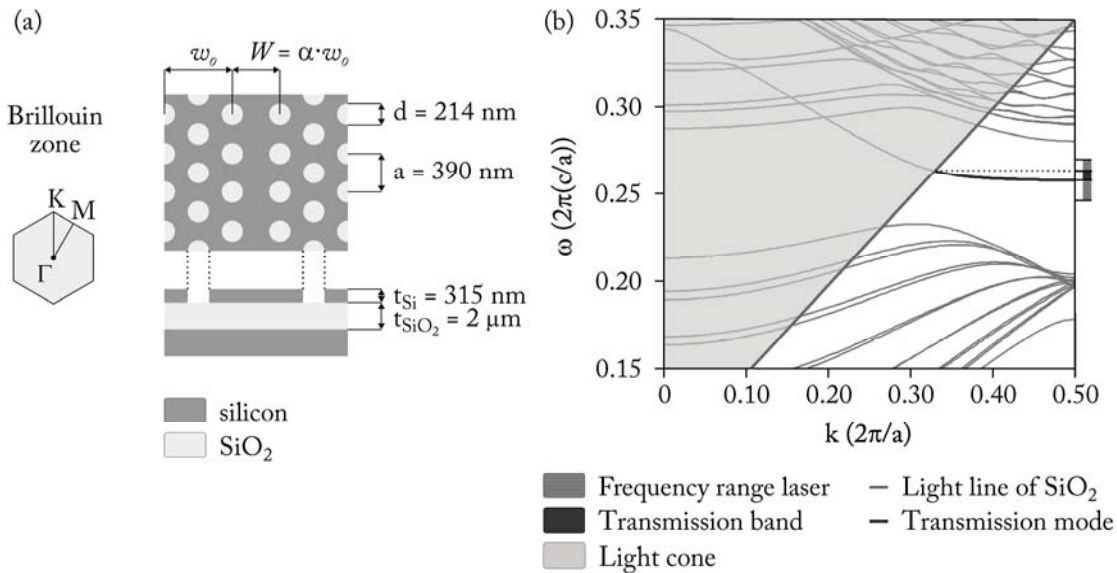 (a)
w₀
W = α·w₀
d = 214 nm
a = 390 nm
Brillouin
zone
K
M
Γ
t_Si = 315 nm
t_SiO₂ = 2 μm
silicon
SiO₂
(b)
0.35
0.30
0.25
0.20
0.15
ω (2π(c/a))
0
0.10
0.20
0.30
0.40
0.50
k (2π/a)
Frequency range laser
Light line of SiO₂
Transmission band
Transmission mode
Light cone